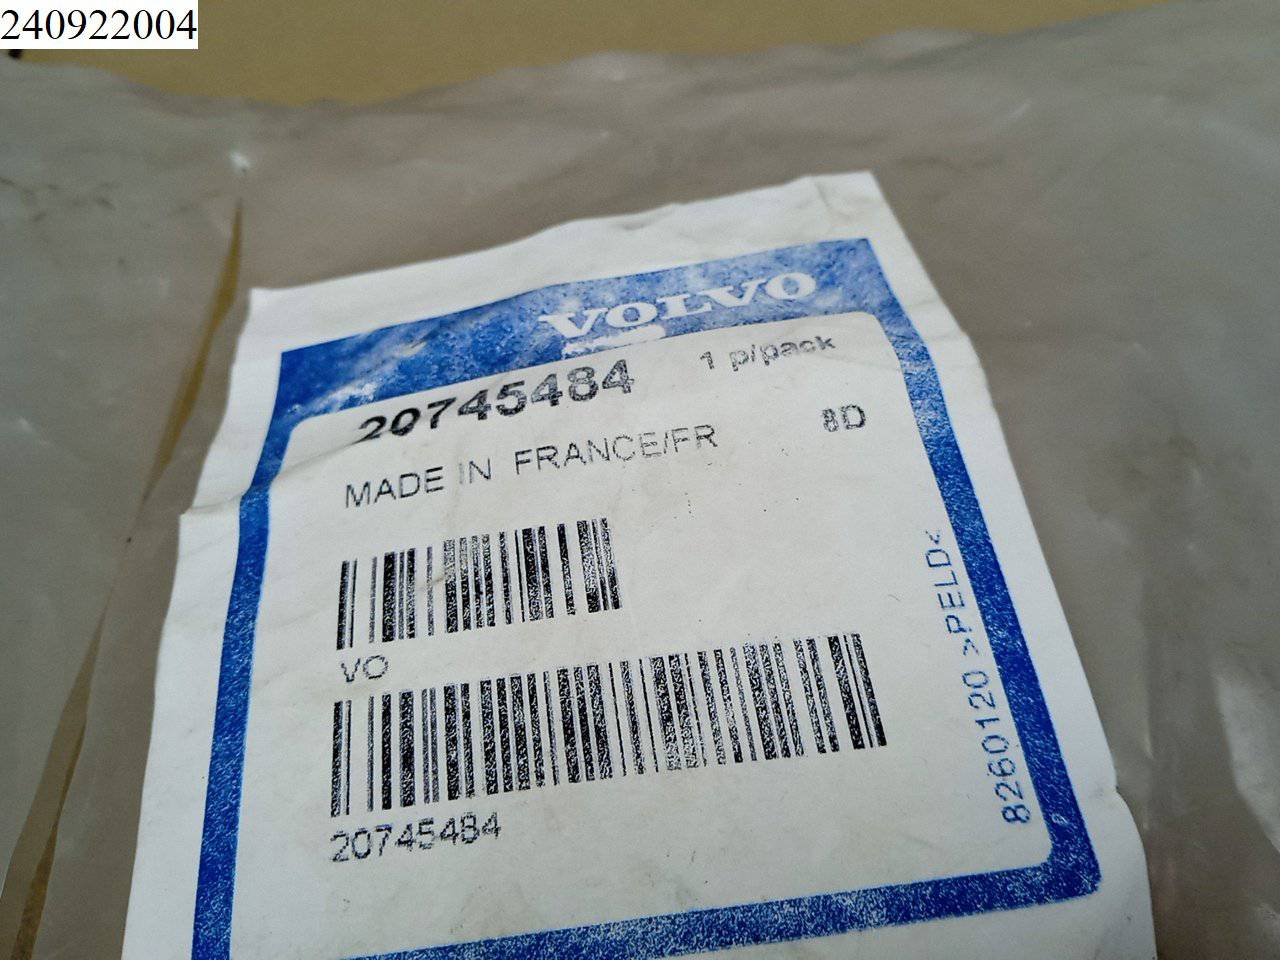 240922004
VOLVO
20745484 1 p/pack
MADE IN FRANCE/FR 8D
VO
20745484
8260120 >PELD<